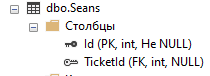 dbo.Seans
Столбцы
Id (PK, int, Не NULL)
TicketId (FK, int, NULL)